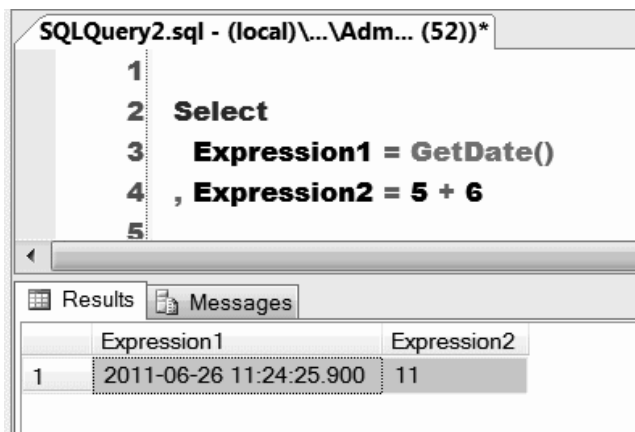 SQLQuery2.sql - (local)\...\Adm... (52))*
1
2 Select
3 Expression1 = GetDate()
4 , Expression2 = 5 + 6
5
Results Messages
Expression1 Expression2
1 2011-06-26 11:24:25.900 11